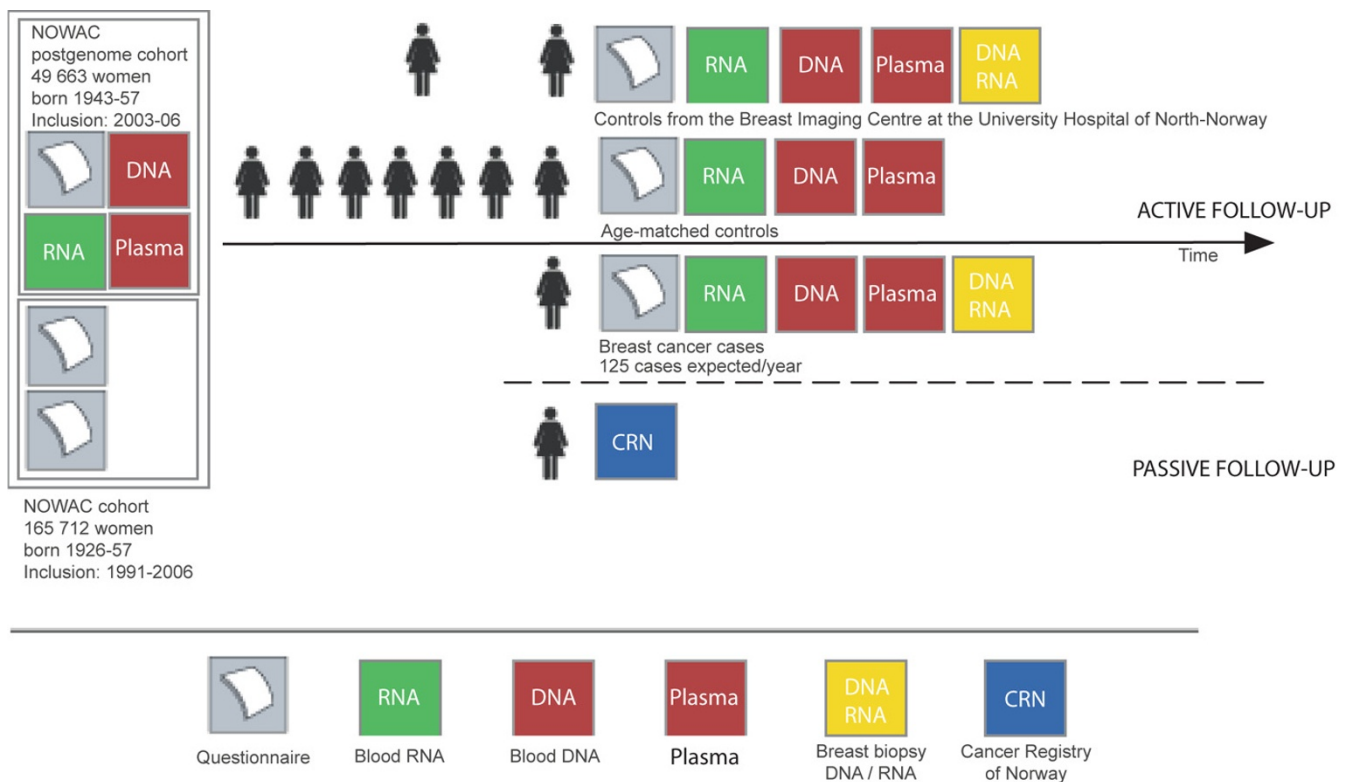 NOWAC
postgenome cohort
49 663 women
born 1943-57
Inclusion: 2003-06
DNA
RNA
Plasma
NOWAC cohort
165 712 women
born 1926-57
Inclusion: 1991-2006
RNA
DNA
Plasma
DNA
RNA
Controls from the Breast Imaging Centre at the University Hospital of North-Norway
RNA
DNA
Plasma
Age-matched controls
ACTIVE FOLLOW-UP
Time
RNA
DNA
Plasma
DNA
RNA
Breast cancer cases
125 cases expected/year
CRN
PASSIVE FOLLOW-UP
RNA
DNA
Plasma
DNA
RNA
CRN
Questionnaire
Blood RNA
Blood DNA
Plasma
Breast biopsy
DNA / RNA
Cancer Registry
of Norway